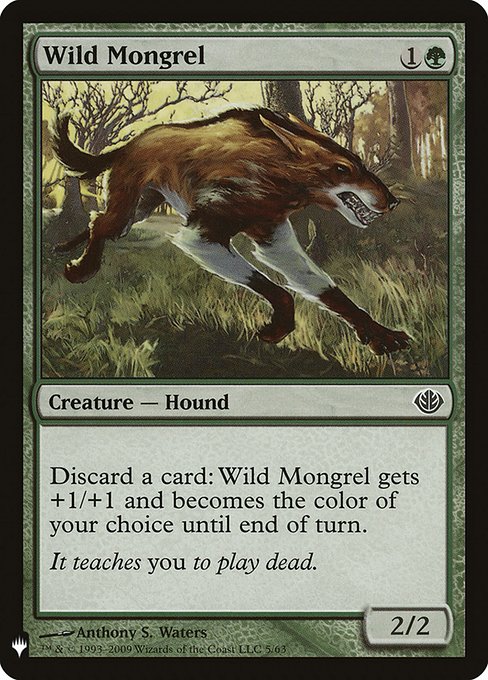 Wild Mongrel 1
Creature — Hound
Discard a card: Wild Mongrel gets
+1/+1 and becomes the color of
your choice until end of turn.
It teaches you to play dead.
Anthony S. Waters
2/2
™ & © 1993–2009 Wizards of the Coast LLC 5/63